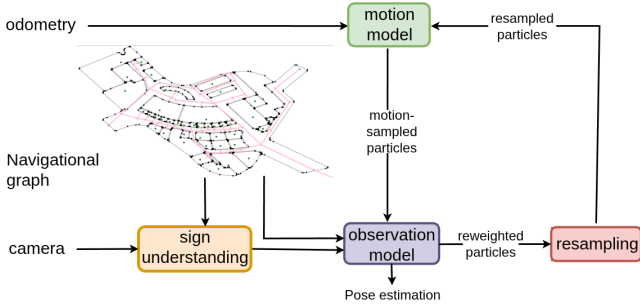 odometry
motion
model
resampled
particles
motion-
sampled
particles
Navigational
graph
camera
sign
understanding
observation
model
reweighted
particles
resampling
Pose estimation